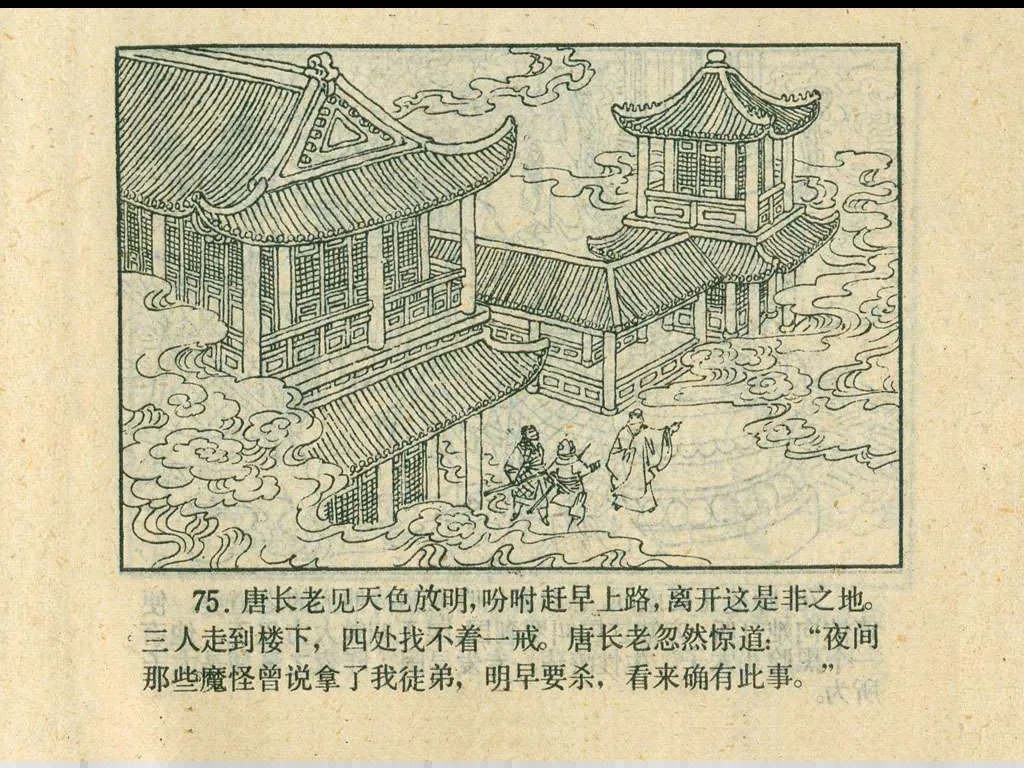 75. 唐长老见天色放明，吩咐赶早上路，离开这是非之地。
三人走到楼下，四处找不着一戒。唐长老忽然惊道：“夜间
那些魔怪曾说拿了我徒弟，明早要杀，看来确有此事。”